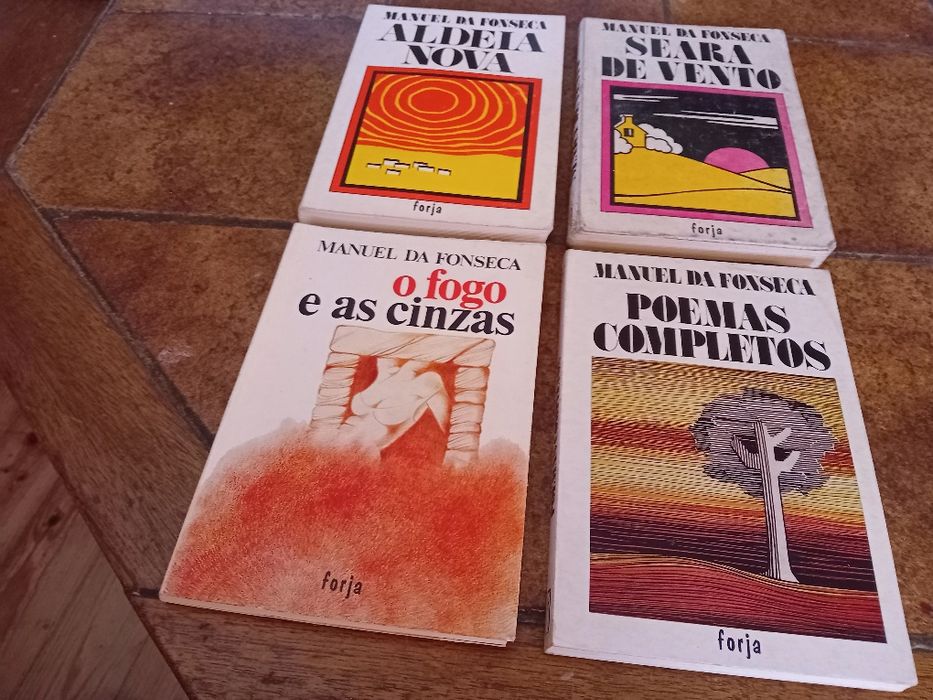 MANUEL DA FONSECA
ALDEIA
NOVA
forja
MANUEL DA FONSECA
SEARA
DE VENTO
forja
MANUEL DA FONSECA
o fogo
e as cinzas
forja
MANUEL DA FONSECA
POEMAS
COMPLETOS
forja